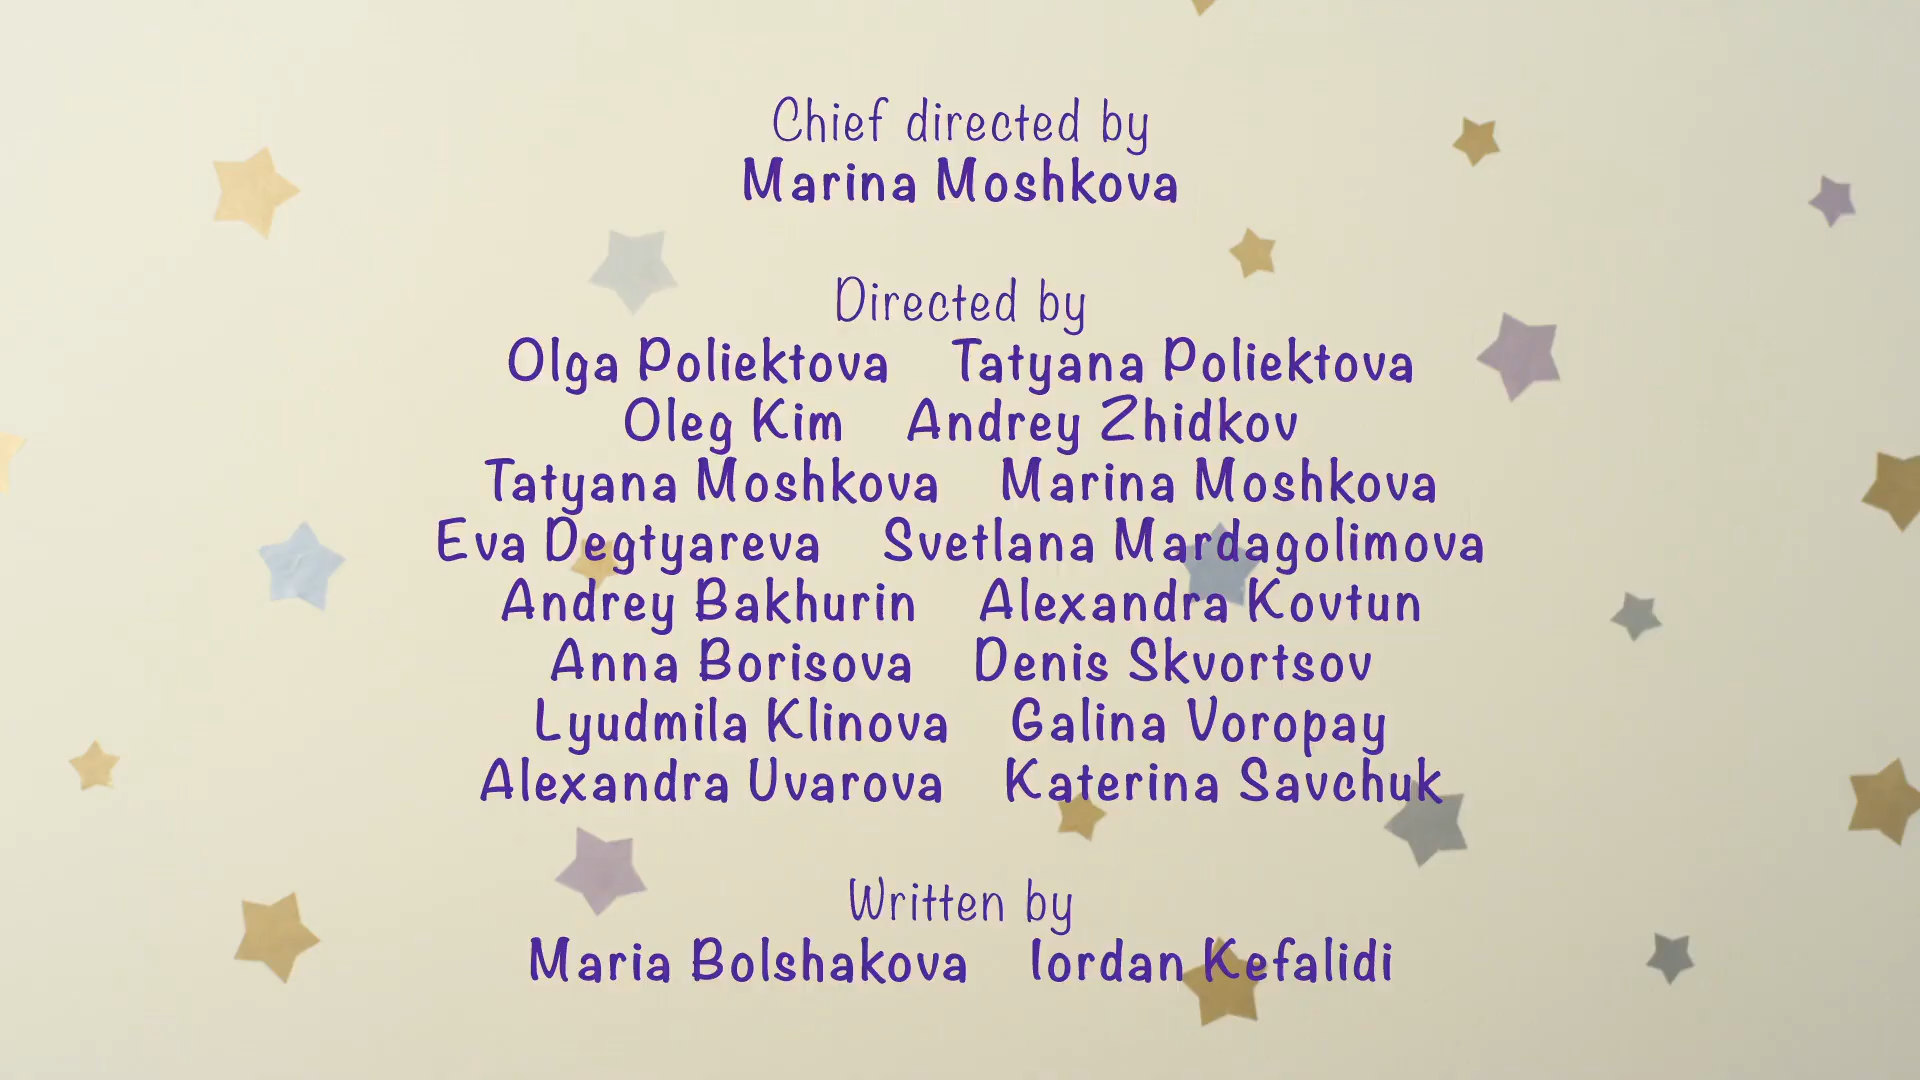 Chief directed by
Marina Moshkova
Directed by
Olga Poliektova Tatyana Poliektova
Oleg Kim Andrey Zhidkov
Tatyana Moshkova Marina Moshkova
Eva Degtyareva Svetlana Mardagolimova
Andrey Bakhurin Alexandra Kovtun
Anna Borisova Denis Skvortsov
Lyudmila Klinova Galina Voropay
Alexandra Uvarova Katerina Savchuk
Written by
Maria Bolshakova Iordan Kefalidi